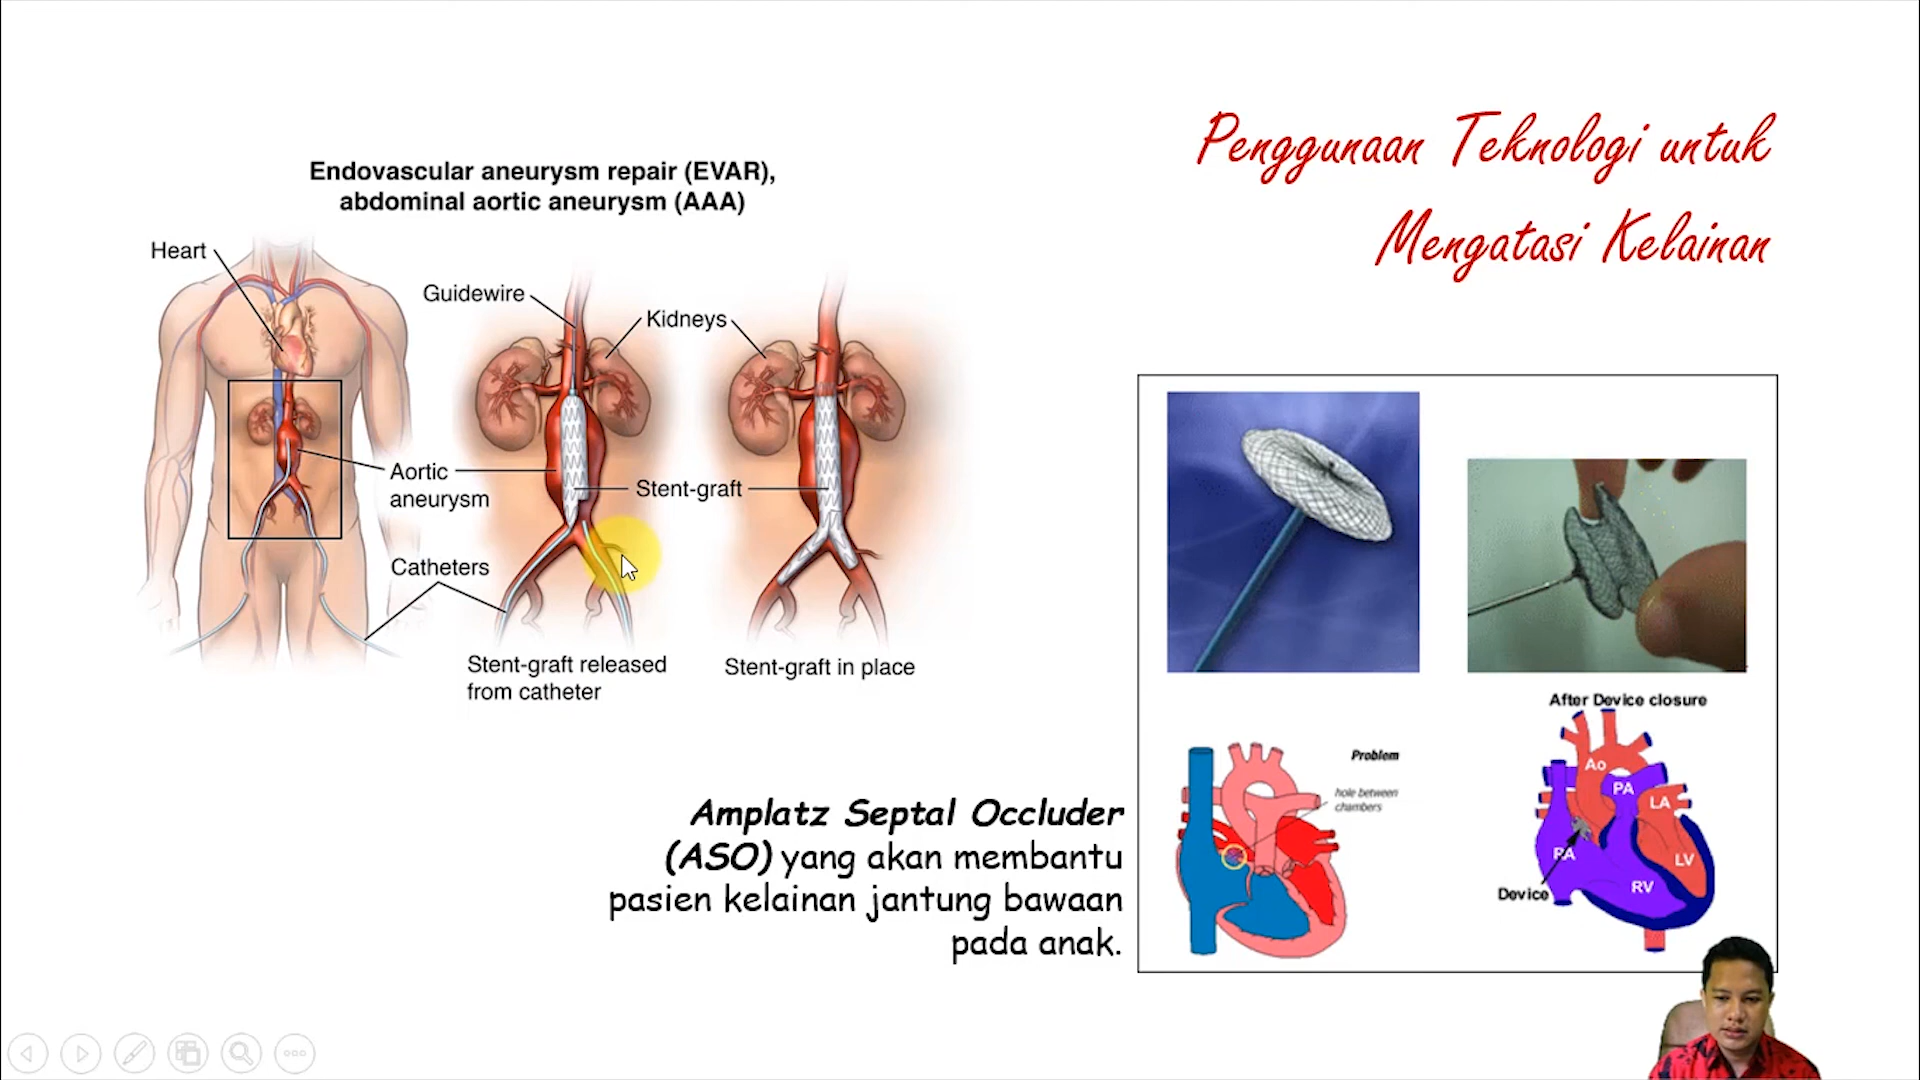 Penggunaan Teknologi untuk
Mengatasi Kelainan
Endovascular aneurysm repair (EVAR),
abdominal aortic aneurysm (AAA)
Heart
Guidewire
Kidneys
Aortic
aneurysm
Stent-graft
Catheters
Stent-graft released
from catheter
Stent-graft in place
Amplatz Septal Occluder
(ASO) yang akan membantu
pasien kelainan jantung bawaan
pada anak.
Problem
hole between
chambers
After Device closure
Ao
PA
LA
RA
LV
RV
Device